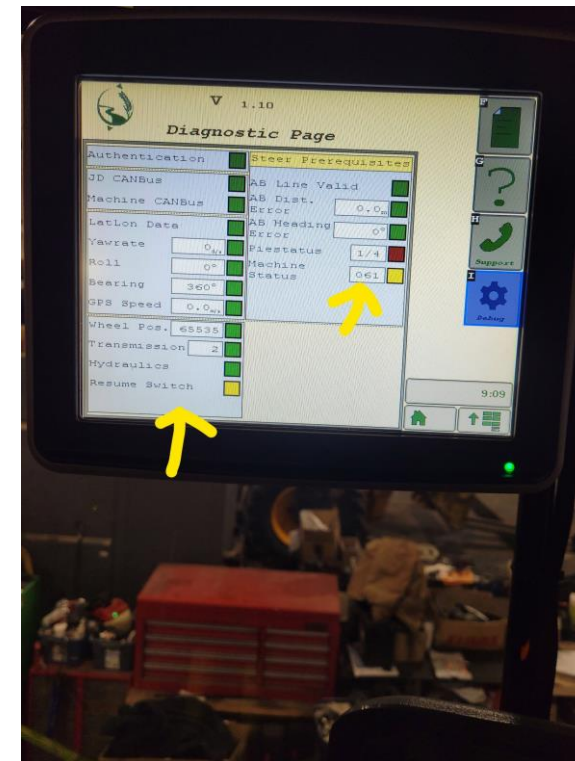 V 1.10
Diagnostic Page
Authentication
JD CANBus
Machine CANBus
LatLon Data
Yawrate 0
Roll 0°
Bearing 360°
GPS Speed 0.0
Wheel Pos. 65535
Transmission 2
Hydraulics
Resume Switch
Steer Prerequisites
AB Line Valid
AB Dist.
Error 0.0m
AB Heading
Error 0°
Piestatus 1/4
Machine
Status 061
F
G
?
H
Support
I
Debug
9:09